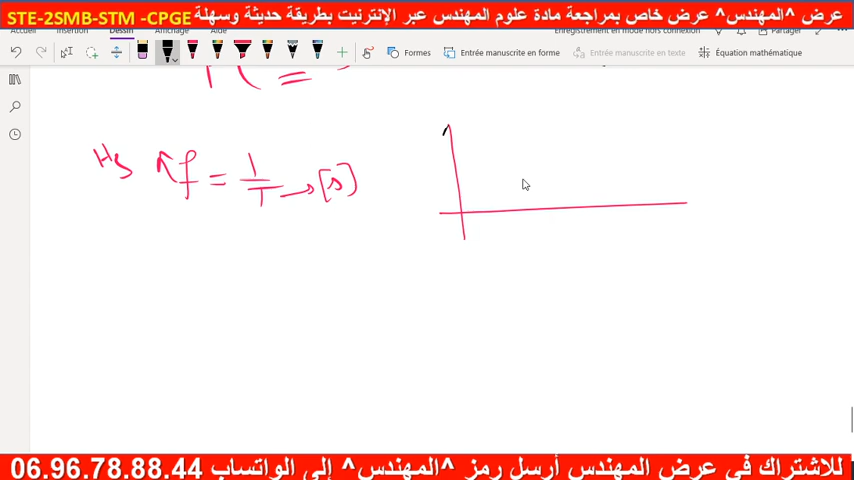 STE-2SMB-STM -CPGE عرض ^المهندس^ عرض خاص بمراجعة مادة علوم المهندس عبر الإنترنيت بطريقة حديثة وسهلة
Accueil Insertion Dessin Affichage Aide Enregistrement en mode hors connexion Partager
Formes Entrée manuscrite en forme Entrée manuscrite en texte Équation mathématique
f = 1/T → [s]
للاشتراك في عرض المهندس أرسل رمز ^المهندس^ إلى الواتساب 06.96.78.88.44